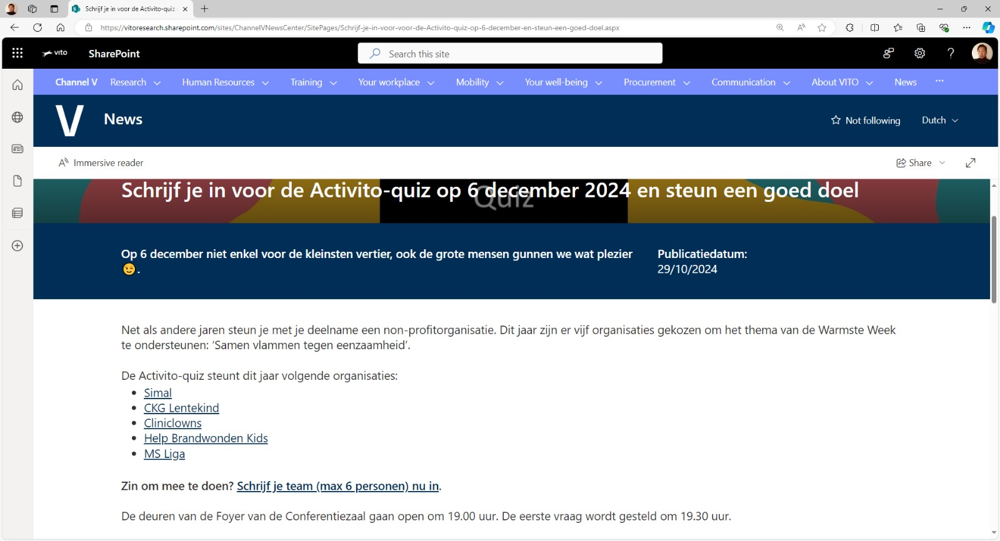 Schrijf je in voor de Activito-quiz
https://vitoresearch.sharepoint.com/sites/ChannelVNewsCenter/SitePages/Schrijf-je-in-voor-voor-de-Activito-quiz-op-6-december-en-steun-een-goed-doel.aspx
vito
SharePoint
Search this site
Channel V
Research
Human Resources
Training
Your workplace
Mobility
Your well-being
Procurement
Communication
About VITO
News
V
News
Not following
Dutch
Immersive reader
Share
Quiz
Schrijf je in voor de Activito-quiz op 6 december 2024 en steun een goed doel
Op 6 december niet enkel voor de kleinsten vertier, ook de grote mensen gunnen we wat plezier
😉.
Publicatiedatum:
29/10/2024
Net als andere jaren steun je met je deelname een non-profitorganisatie. Dit jaar zijn er vijf organisaties gekozen om het thema van de Warmste Week
te ondersteunen: ‘Samen vlammen tegen eenzaamheid’.
De Activito-quiz steunt dit jaar volgende organisaties:
• Simal
• CKG Lentekind
• Cliniclowns
• Help Brandwonden Kids
• MS Liga
Zin om mee te doen? Schrijf je team (max 6 personen) nu in.
De deuren van de Foyer van de Conferentiezaal gaan open om 19.00 uur. De eerste vraag wordt gesteld om 19.30 uur.